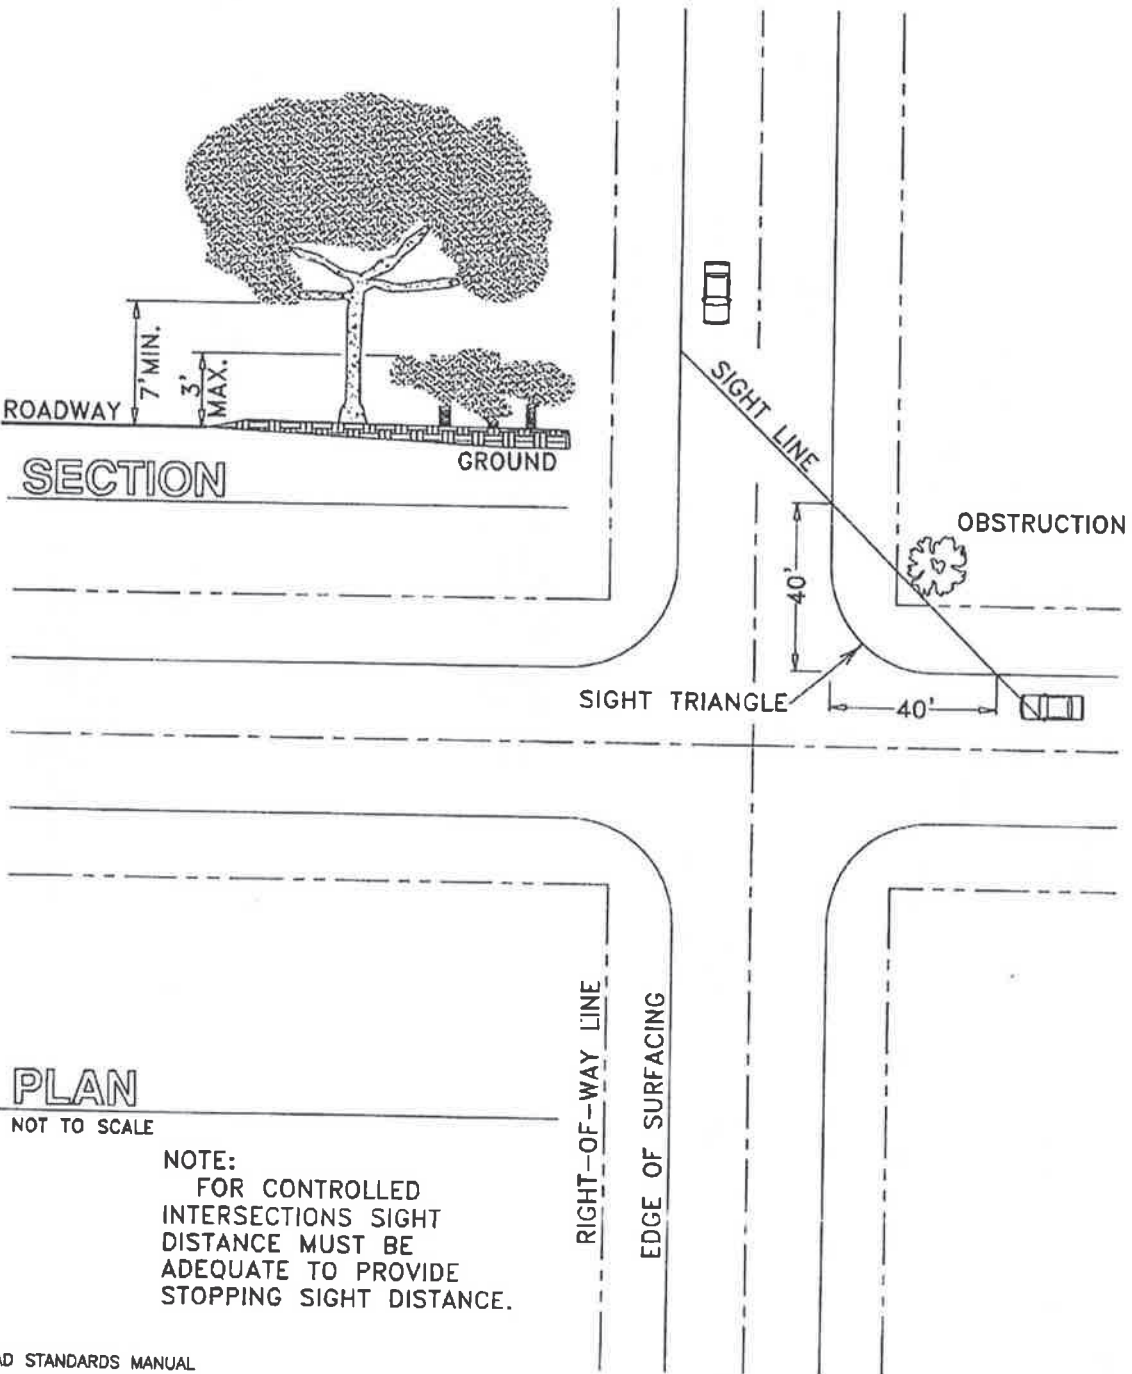 7' MIN.
3'
MAX.
ROADWAY
GROUND
SECTION
SIGHT LINE
OBSTRUCTION
40'
SIGHT TRIANGLE
40'
RIGHT-OF-WAY LINE
EDGE OF SURFACING
PLAN
NOT TO SCALE
NOTE:
FOR CONTROLLED
INTERSECTIONS SIGHT
DISTANCE MUST BE
ADEQUATE TO PROVIDE
STOPPING SIGHT DISTANCE.
STANDARDS MANUAL